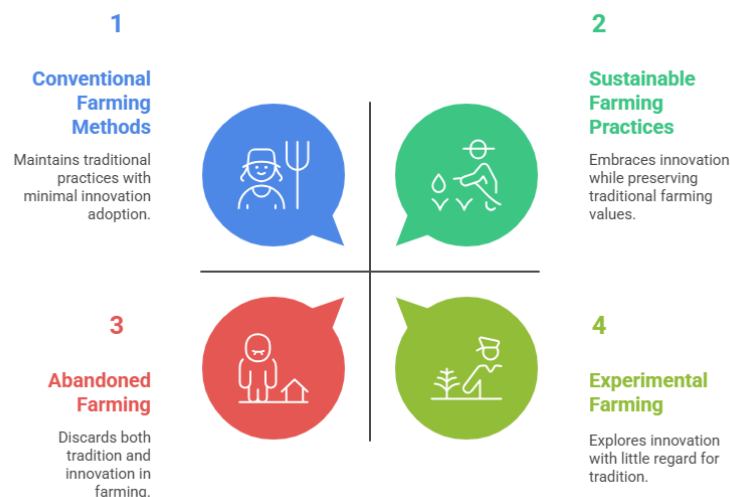 1
Conventional
Farming
Methods
Maintains traditional
practices with
minimal innovation
adoption.
2
Sustainable
Farming
Practices
Embraces innovation
while preserving
traditional farming
values.
3
Abandoned
Farming
Discards both
tradition and
innovation in
farming.
4
Experimental
Farming
Explores innovation
with little regard for
tradition.